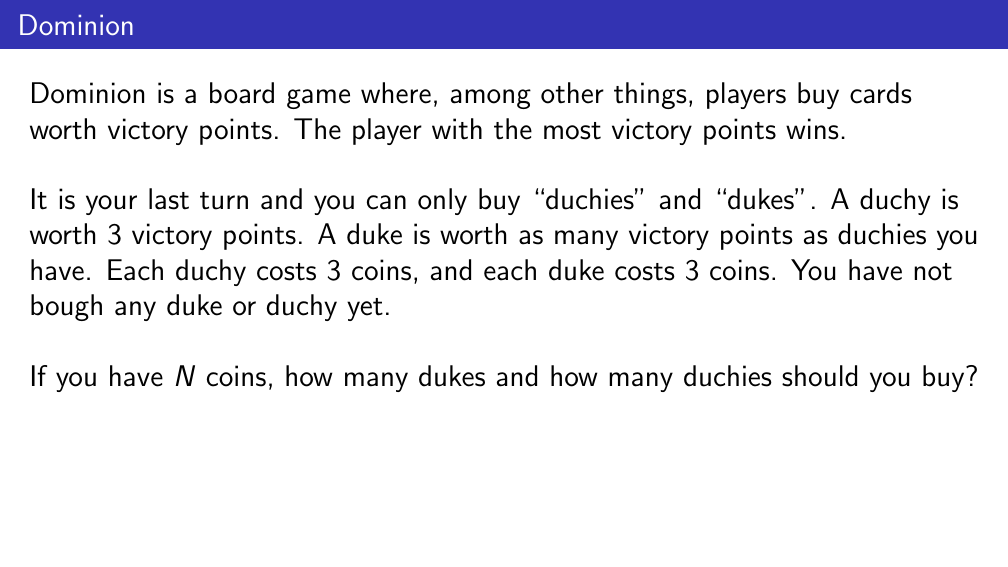 Dominion
Dominion is a board game where, among other things, players buy cards
worth victory points. The player with the most victory points wins.
It is your last turn and you can only buy “duchies” and “dukes”. A duchy is
worth 3 victory points. A duke is worth as many victory points as duchies you
have. Each duchy costs 3 coins, and each duke costs 3 coins. You have not
bough any duke or duchy yet.
If you have N coins, how many dukes and how many duchies should you buy?